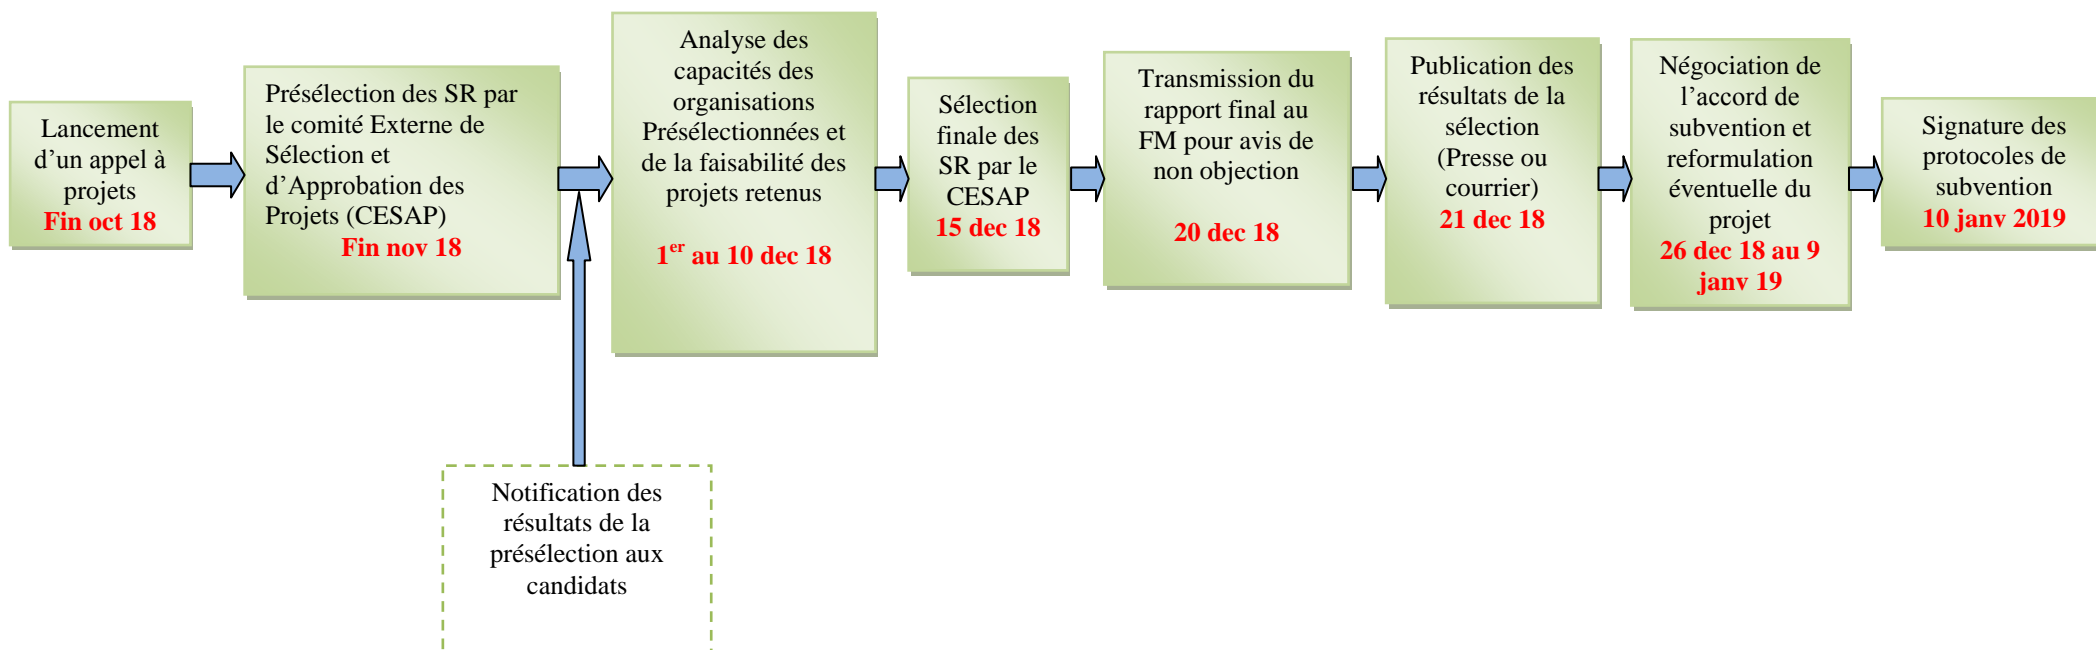 Lancement
d’un appel à
projets
Fin oct 18
Présélection des SR par
le comité Externe de
Sélection et
d’Approbation des
Projets (CESAP)
Fin nov 18
Analyse des
capacités des
organisations
Présélectionnées et
de la faisabilité des
projets retenus
1er au 10 dec 18
Sélection
finale des
SR par le
CESAP
15 dec 18
Transmission du
rapport final au
FM pour avis de
non objection
20 dec 18
Publication des
résultats de la
sélection
(Presse ou
courrier)
21 dec 18
Négociation de
l’accord de
subvention et
reformulation
éventuelle du
projet
26 dec 18 au 9
janv 19
Signature des
protocoles de
subvention
10 janv 2019
Notification des
résultats de la
présélection aux
candidats